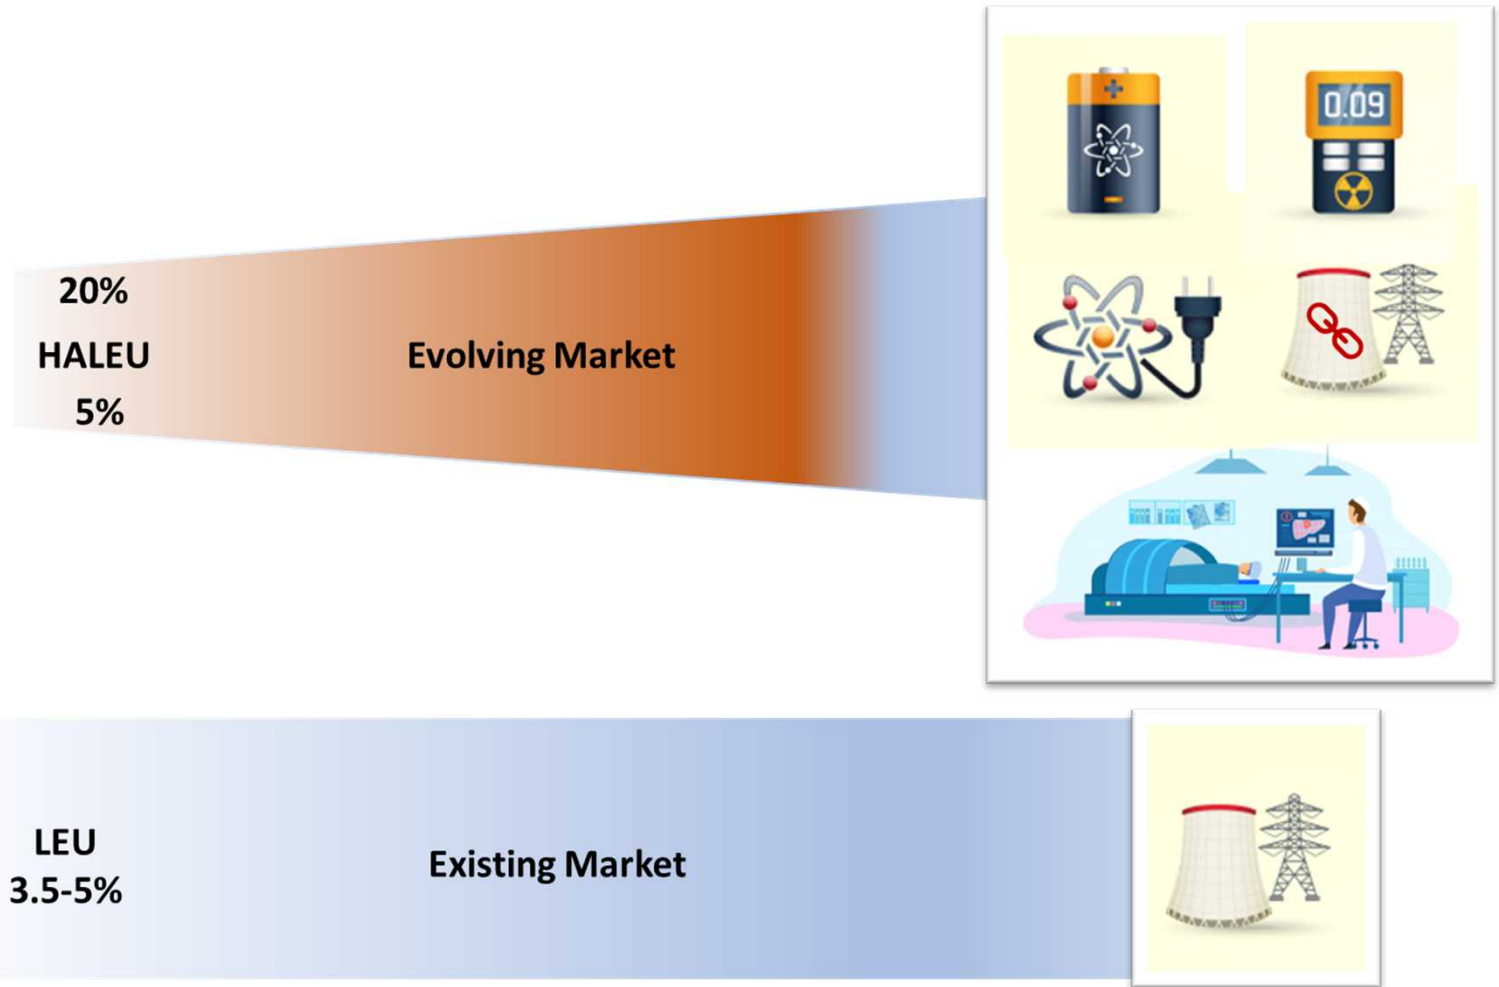 0.09
20%
HALEU
5%
Evolving Market
LEU
3.5-5%
Existing Market